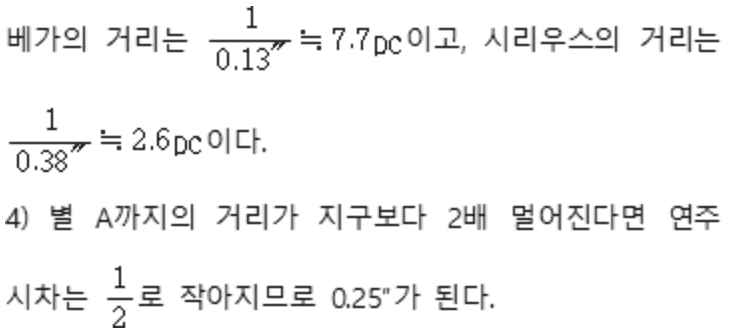 베가의 거리는 1/0.13″ ≒ 7.7pc이고, 시리우스의 거리는
1/0.38″ ≒ 2.6pc이다.
4) 별 A까지의 거리가 지구보다 2배 멀어진다면 연주
시차는 1/2로 작아지므로 0.25"가 된다.